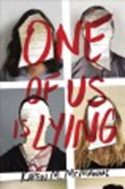 ONE
OF US
IS LYING
KAREN M. McMANUS